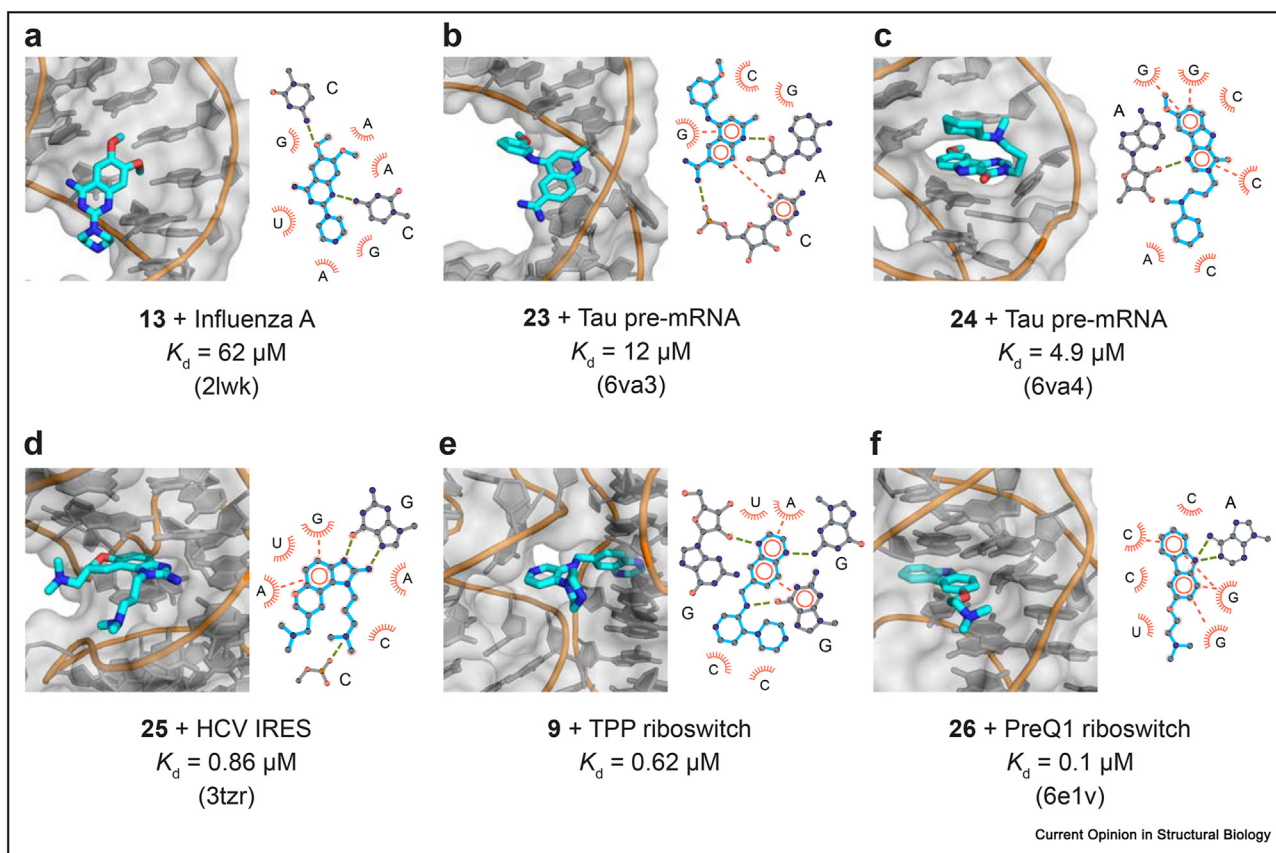 a
C
G
A
A
C
U
G
A
13 + Influenza A
Kd = 62 µM
(2lwk)
b
C
G
G
A
C
23 + Tau pre-mRNA
Kd = 12 µM
(6va3)
c
G
G
C
A
C
A
C
24 + Tau pre-mRNA
Kd = 4.9 µM
(6va4)
d
G
G
U
A
A
C
C
25 + HCV IRES
Kd = 0.86 µM
(3tzr)
e
U
A
G
G
G
C
C
9 + TPP riboswitch
Kd = 0.62 µM
f
C
A
C
C
G
U
G
26 + PreQ1 riboswitch
Kd = 0.1 µM
(6e1v)
Current Opinion in Structural Biology